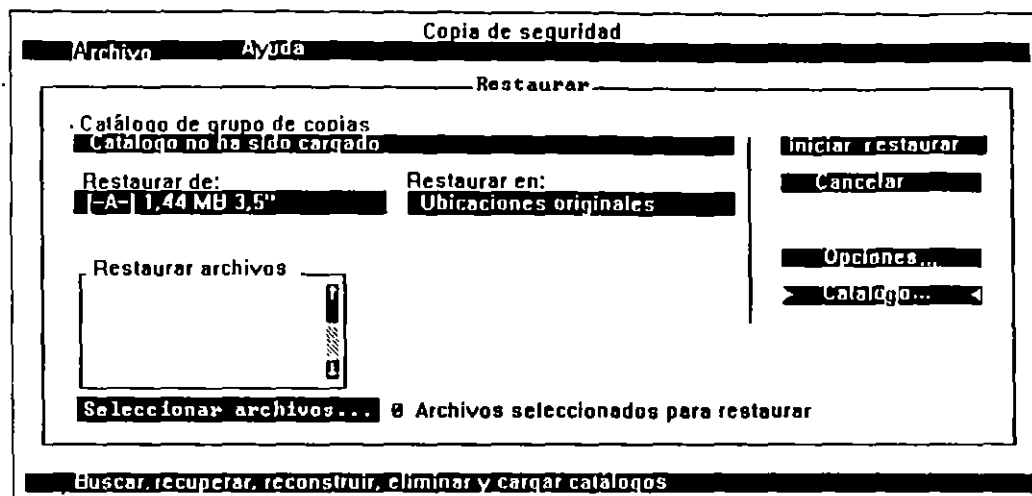 Copia de seguridad
Archivo Ayuda
Restaurar
Catálogo de grupo de copias
Catálogo no ha sido cargado
Iniciar restaurar
Restaurar de:
Restaurar en:
Cancelar
[-A-] 1,44 MB 3,5"
Ubicaciones originales
Opciones...
Restaurar archivos
Catálogo...
Seleccionar archivos... 0 Archivos seleccionados para restaurar
Buscar, recuperar, reconstruir, eliminar y cargar catálogos